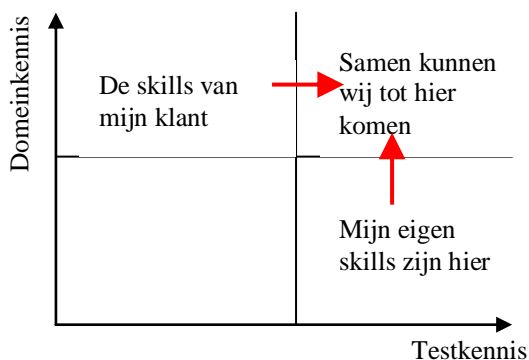 Domeinkennis
De skills van
mijn klant
Samen kunnen
wij tot hier
komen
Mijn eigen
skills zijn hier
Testkennis